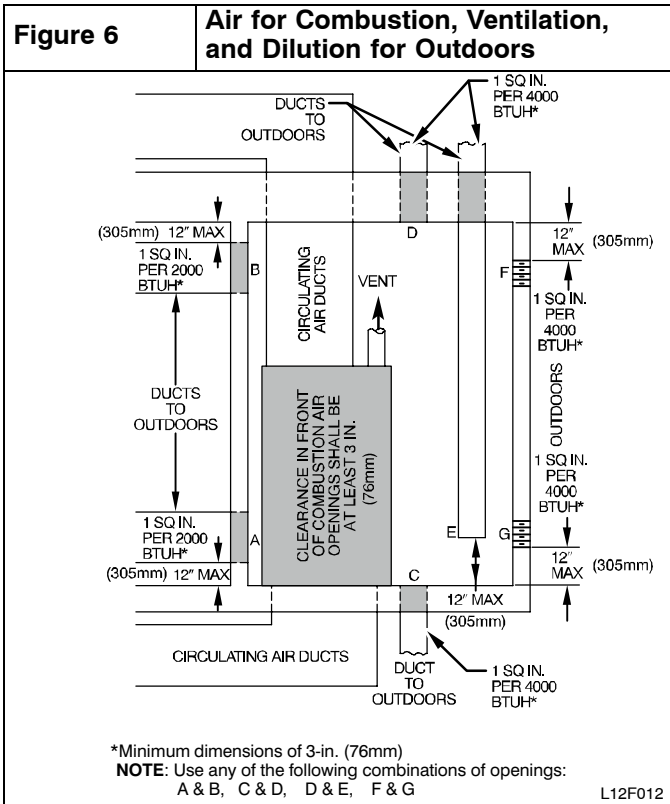 Figure 6
Air for Combustion, Ventilation,
and Dilution for Outdoors
1 SQ IN.
PER 4000
BTUH*
DUCTS
TO
OUTDOORS
D
(305mm) 12" MAX
1 SQ IN.
PER 2000
BTUH*
B
CIRCULATING
AIR DUCTS
VENT
12"
MAX
(305mm)
F
1 SQ IN.
PER
4000
BTUH*
DUCTS
TO
OUTDOORS
OUTDOORS
CLEARANCE IN FRONT
OF COMBUSTION AIR
OPENINGS SHALL BE
AT LEAST 3 IN.
(76mm)
1 SQ IN.
PER
4000
BTUH*
1 SQ IN.
PER 2000
BTUH*
A
E
G
(305mm) 12" MAX
C
12"
MAX
(305mm)
12" MAX
(305mm)
CIRCULATING AIR DUCTS
DUCT
TO
OUTDOORS
1 SQ IN.
PER 4000
BTUH*
*Minimum dimensions of 3-in. (76mm)
NOTE: Use any of the following combinations of openings:
A & B, C & D, D & E, F & G
L12F012